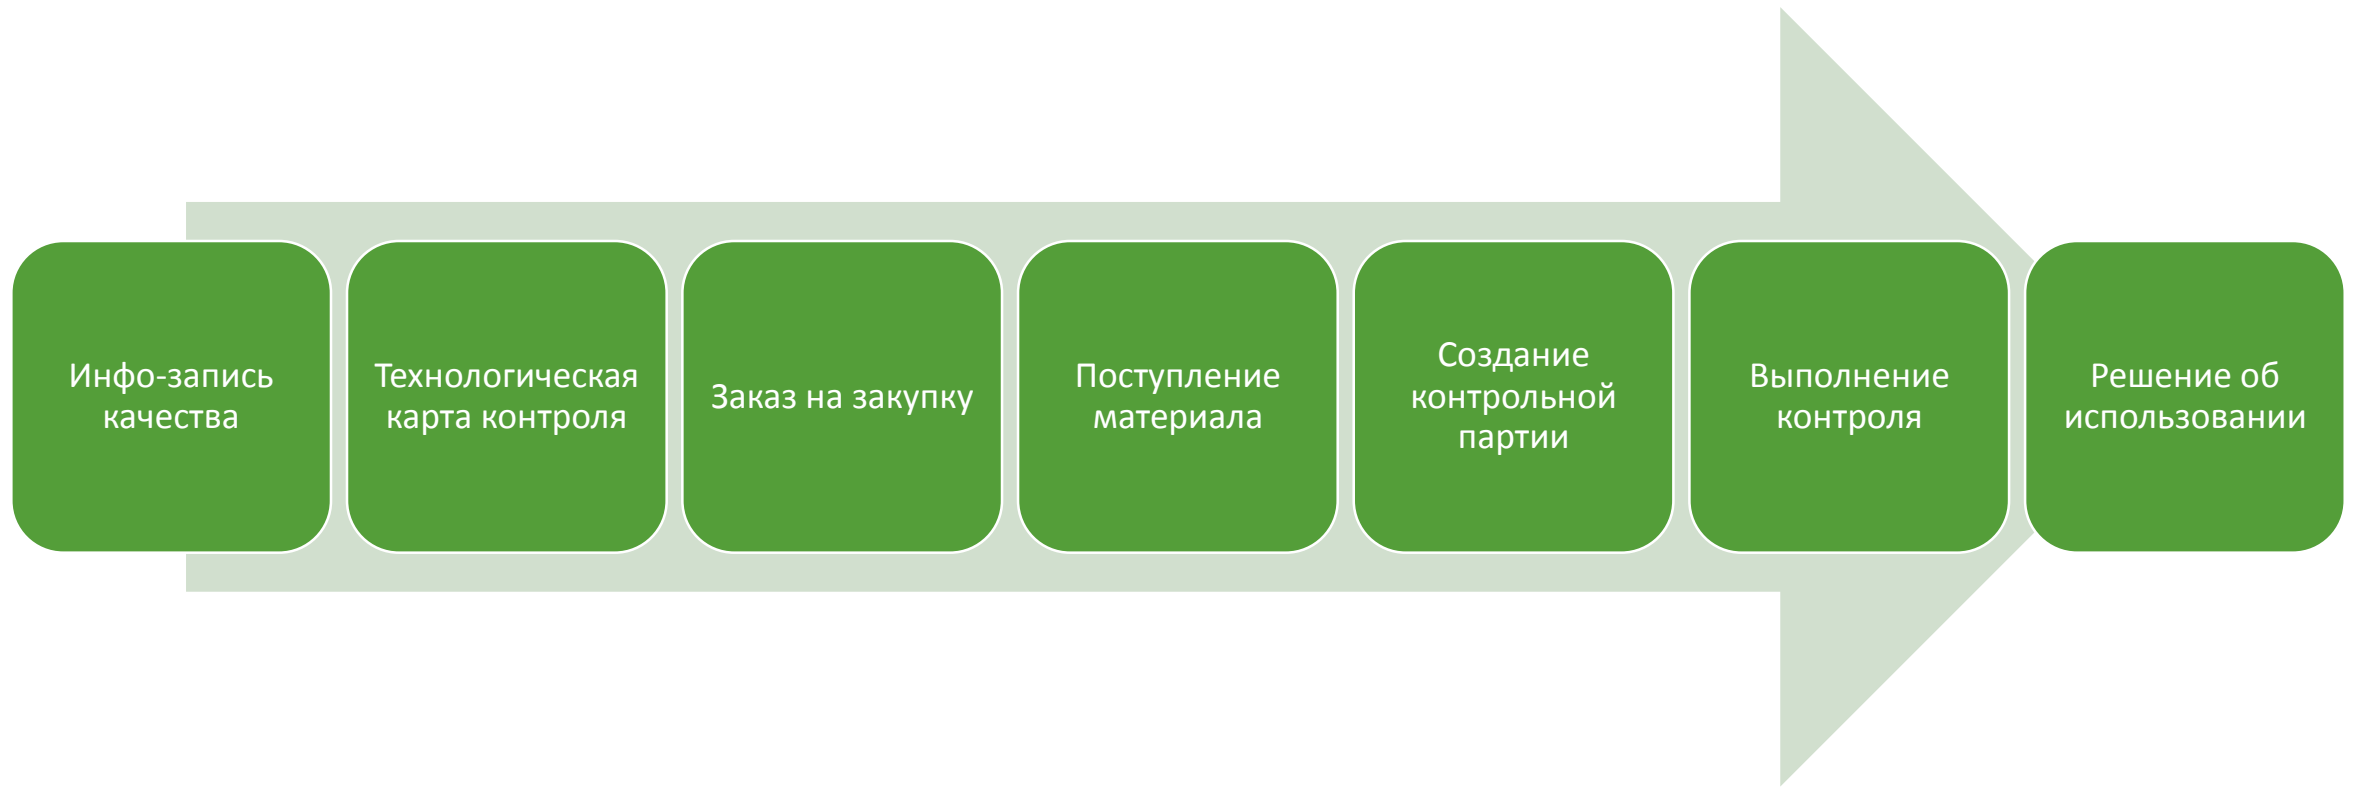 Инфо-запись
качества
Технологическая
карта контроля
Заказ на закупку
Поступление
материала
Создание
контрольной
партии
Выполнение
контроля
Решение об
использовании